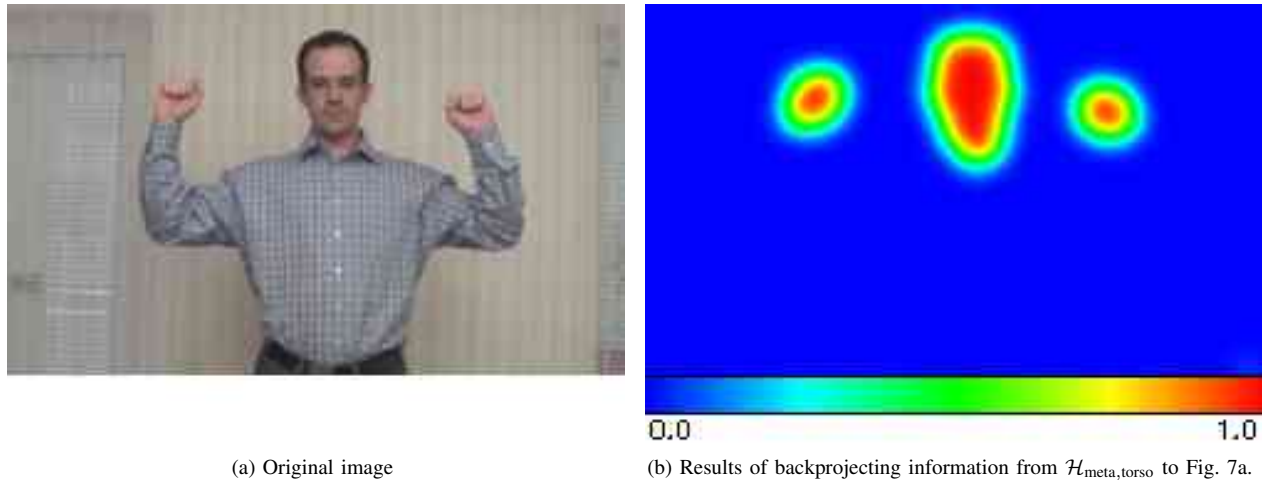 0.0 1.0
(a) Original image
(b) Results of backprojecting information from ℋmeta,torso to Fig. 7a.